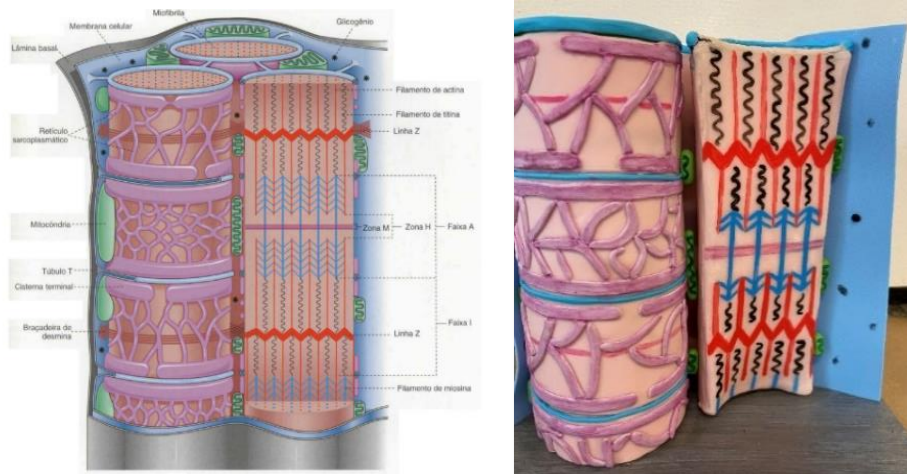 Miofibrila
Glicogênio
Membrana celular
Lâmina basal
Filamento de actina
Filamento de titina
Linha Z
Retículo
sarcoplasmático
Mitocôndria
Zona M
Zona H
Faixa A
Túbulo T
Cisterna terminal
Braçadeira de
desmina
Linha Z
Faixa I
Filamento de miosina